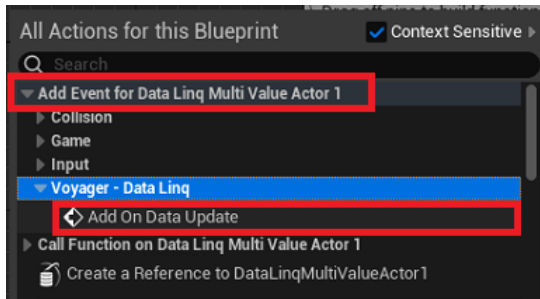 All Actions for this Blueprint
Context Sensitive
Search
Add Event for Data Linq Multi Value Actor 1
Collision
Game
Input
Voyager - Data Linq
Add On Data Update
Call Function on Data Linq Multi Value Actor 1
Create a Reference to DataLinqMultiValueActor1